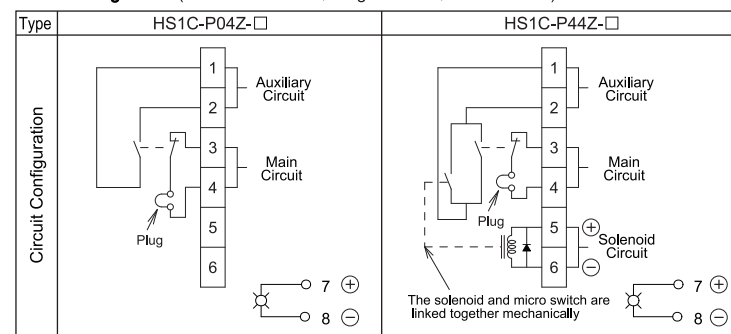 Type
HS1C-P04Z-□
HS1C-P44Z-□
Circuit Configuration
1
2
3
4
5
6
Auxiliary
Circuit
Main
Circuit
Plug
7 ⊕
8 ⊖
1
2
3
4
5
6
Auxiliary
Circuit
Main
Circuit
Plug
⊕
⊖
Solenoid
Circuit
The solenoid and micro switch are
linked together mechanically
7 ⊕
8 ⊖